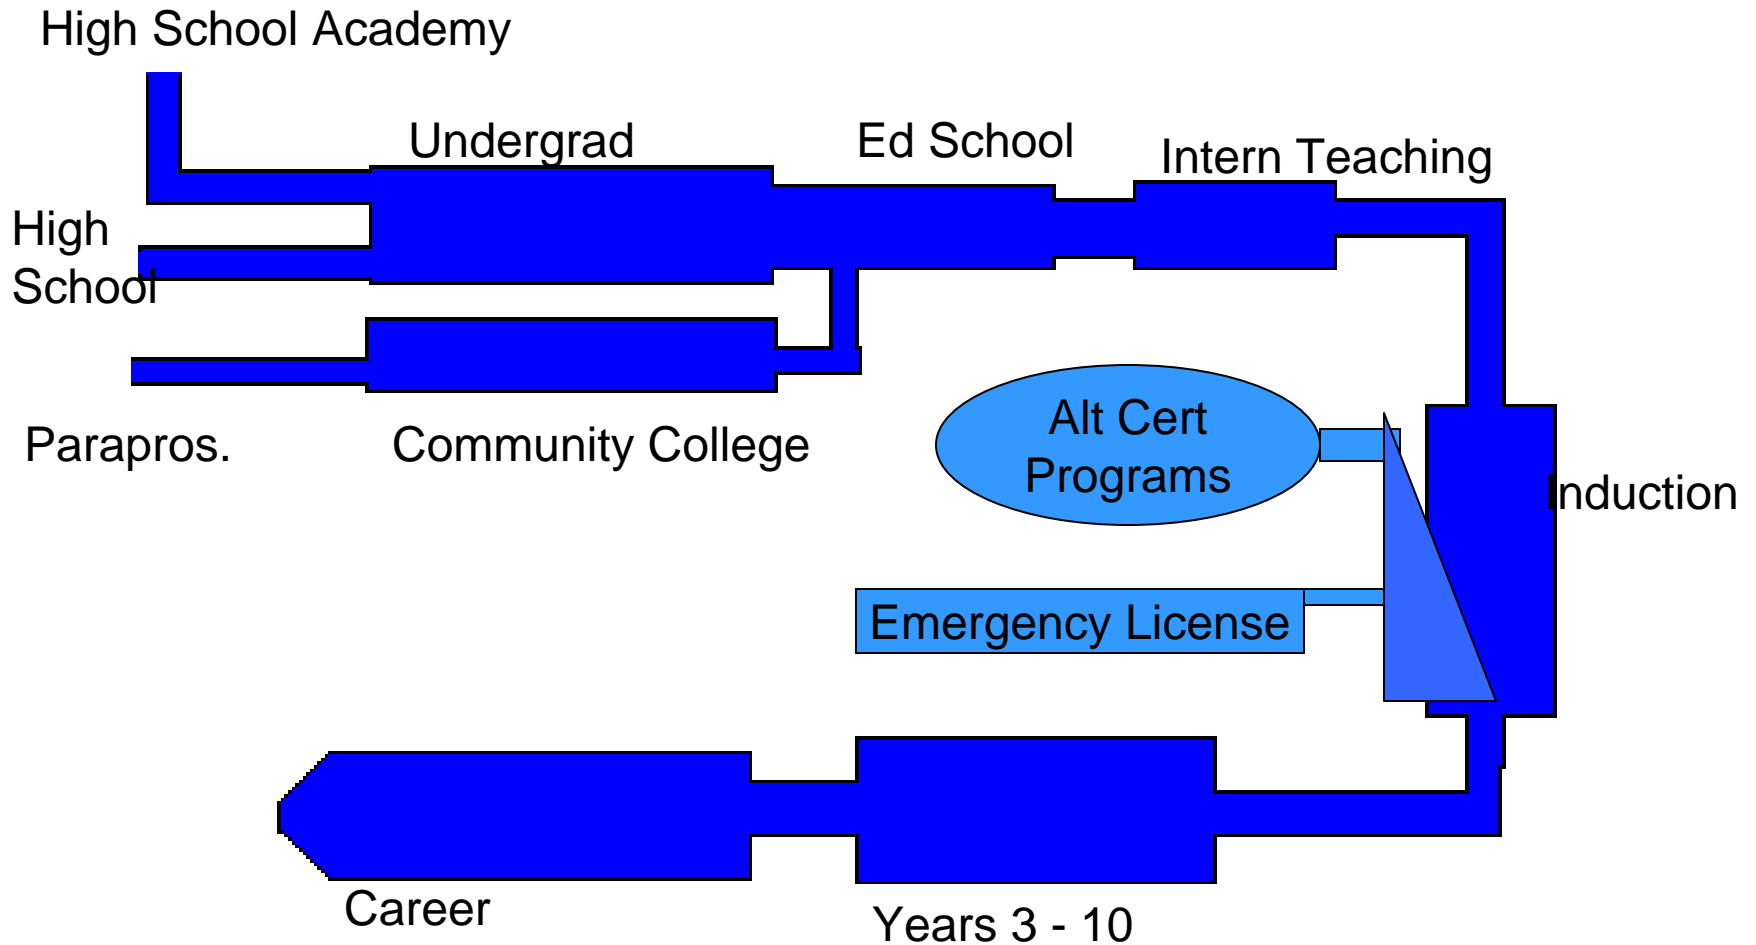 High School Academy
Undergrad
Ed School
Intern Teaching
High
School
Parapros.
Community College
Alt Cert
Programs
Induction
Emergency License
Career
Years 3 - 10